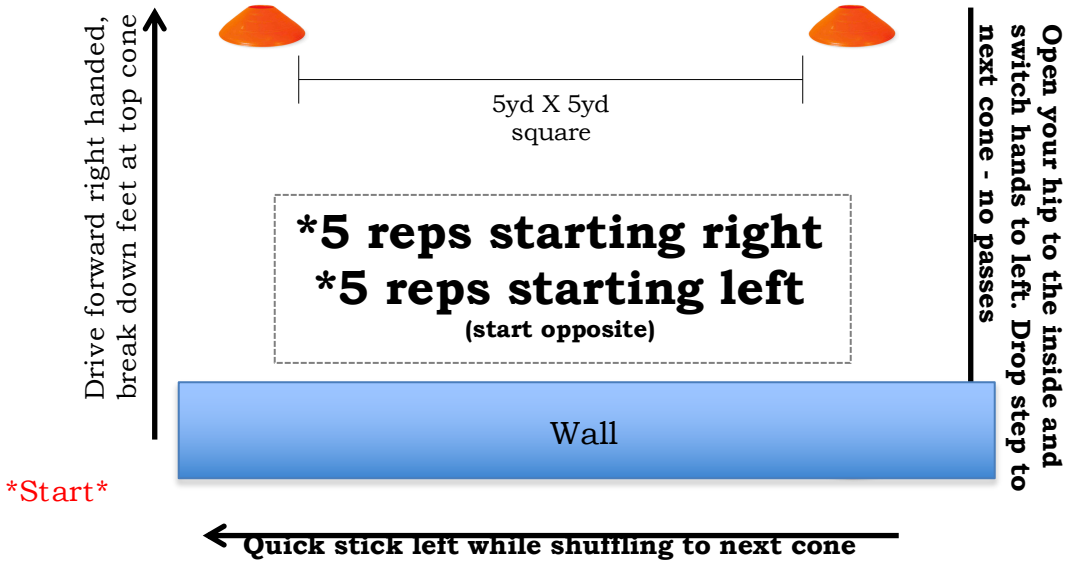 Drive forward right handed,
break down feet at top cone
5yd X 5yd
square
Open your hip to the inside and
switch hands to left. Drop step to
next cone - no passes
*5 reps starting right
*5 reps starting left
(start opposite)
Wall
*Start*
Quick stick left while shuffling to next cone